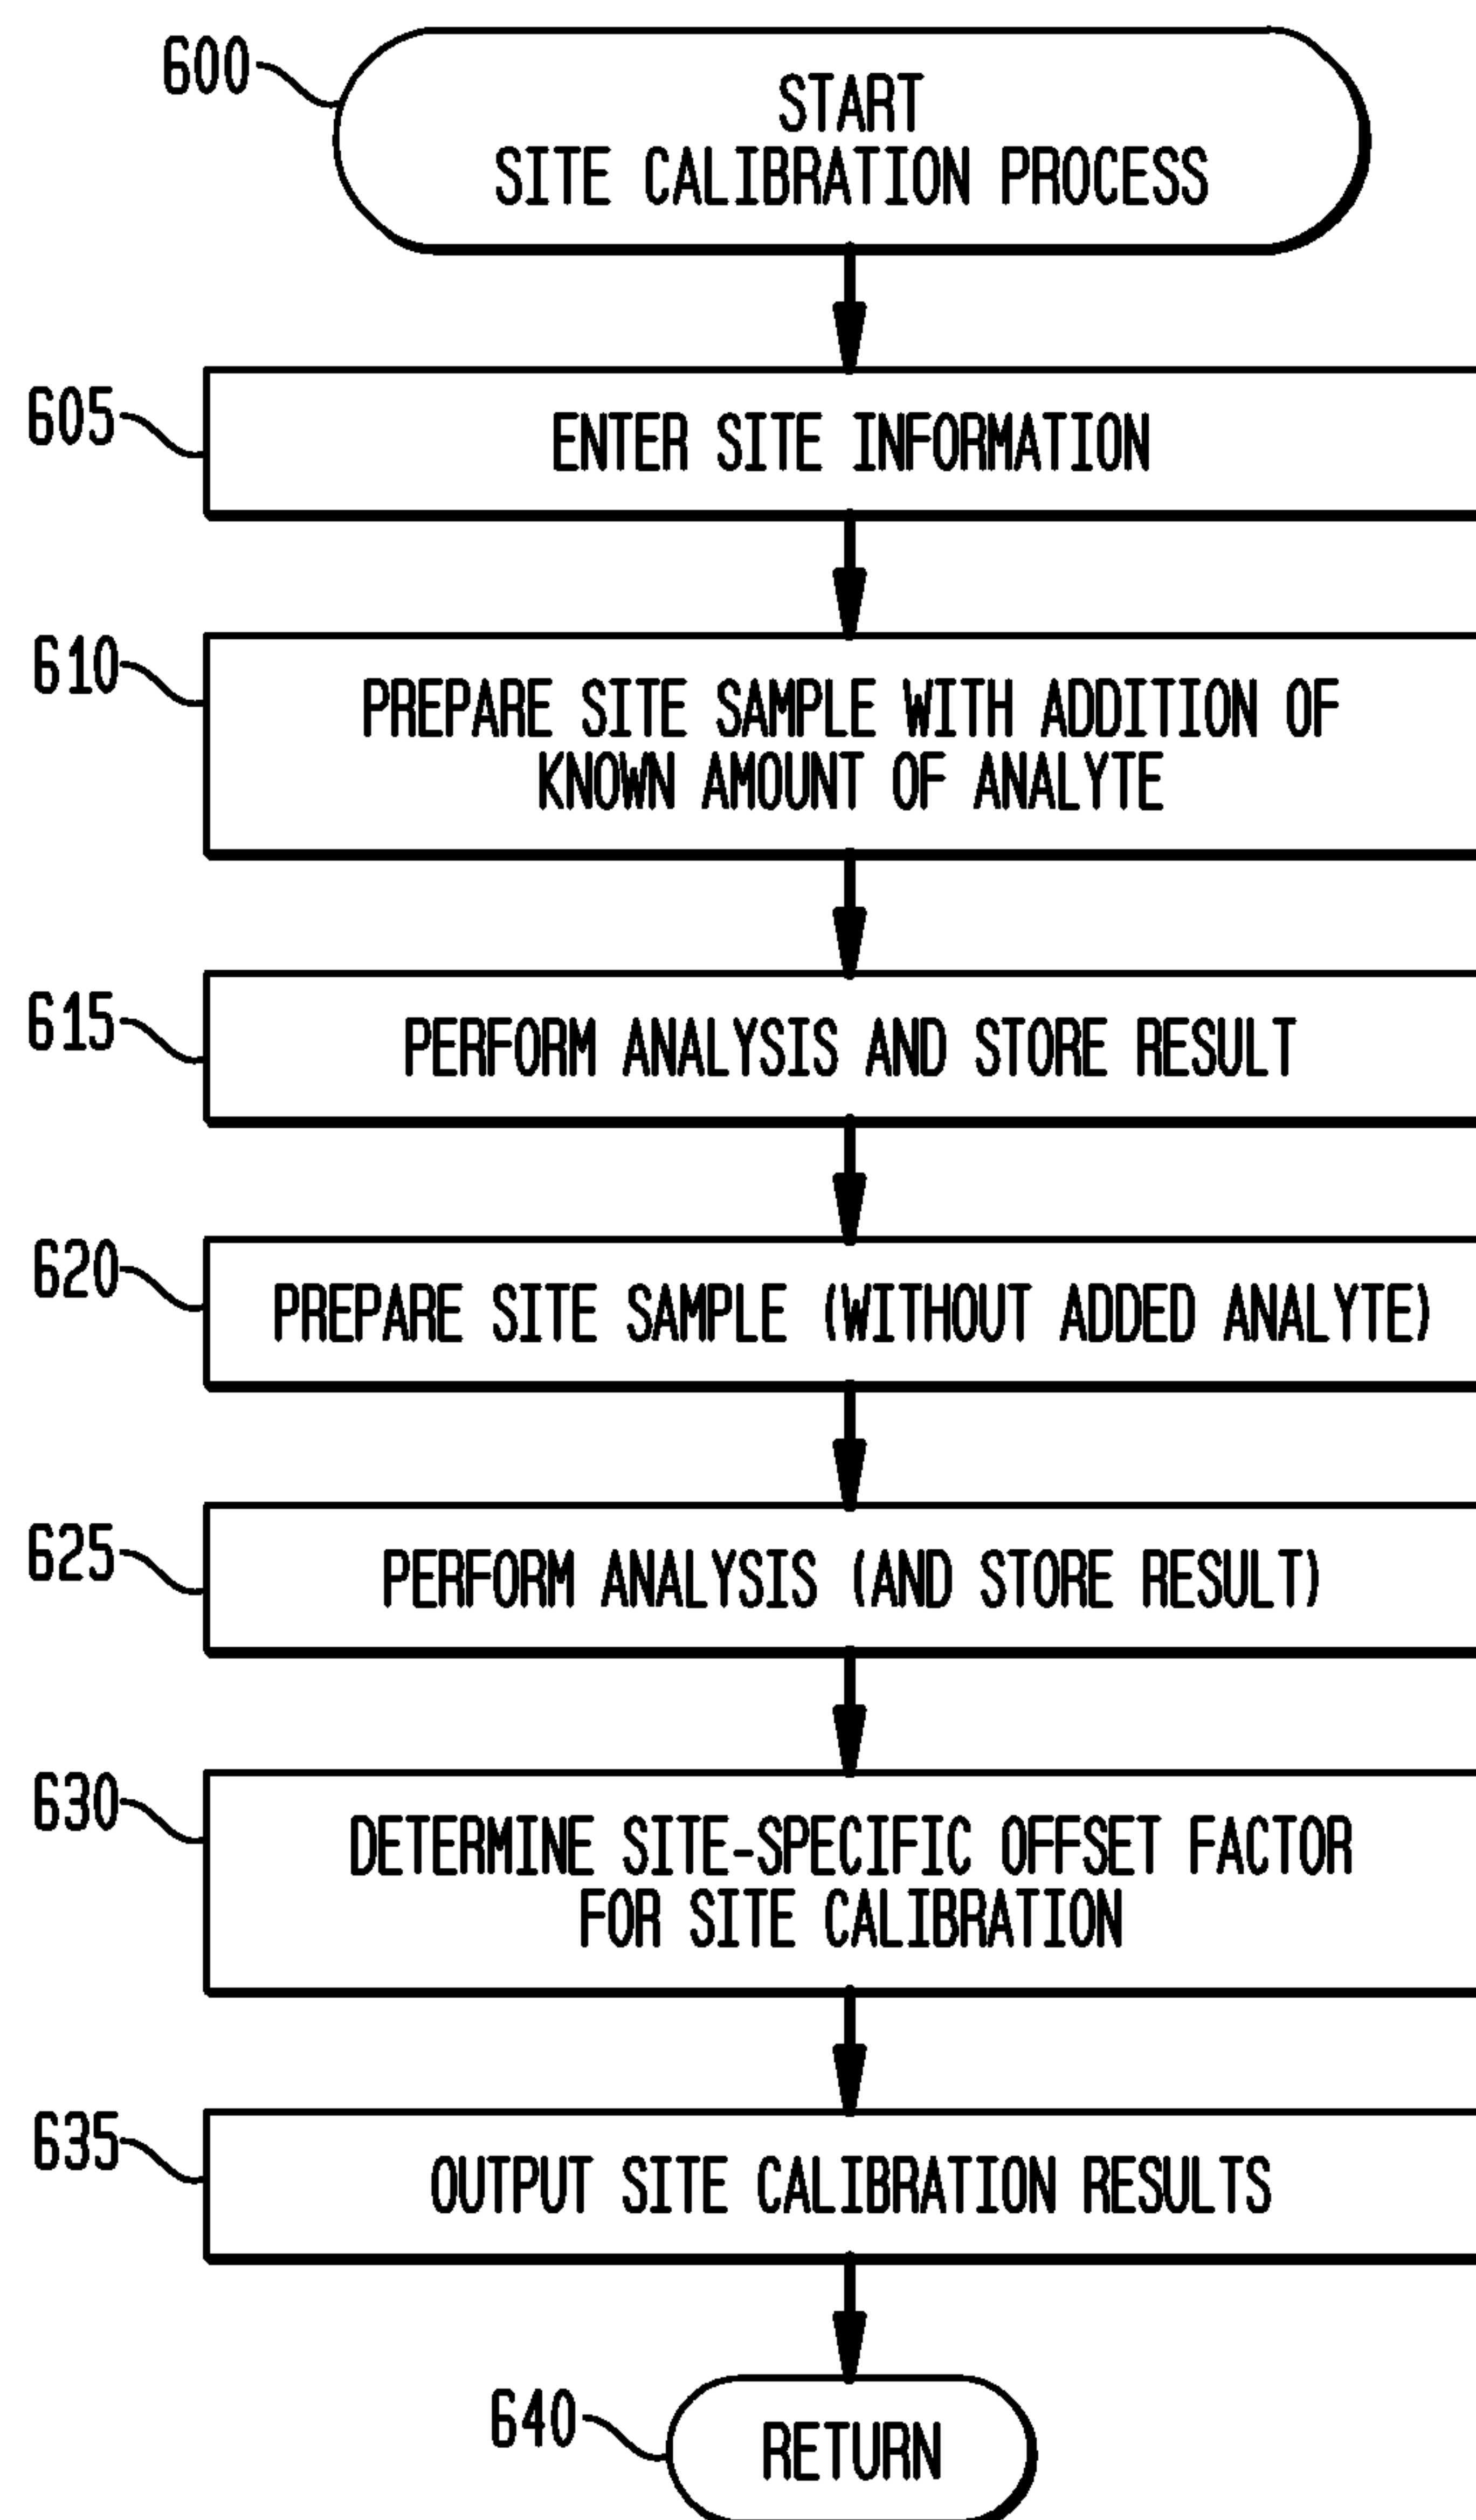 600
START
SITE CALIBRATION PROCESS
605
ENTER SITE INFORMATION
610
PREPARE SITE SAMPLE WITH ADDITION OF
KNOWN AMOUNT OF ANALYTE
615
PERFORM ANALYSIS AND STORE RESULT
620
PREPARE SITE SAMPLE (WITHOUT ADDED ANALYTE)
625
PERFORM ANALYSIS (AND STORE RESULT)
630
DETERMINE SITE-SPECIFIC OFFSET FACTOR
FOR SITE CALIBRATION
635
OUTPUT SITE CALIBRATION RESULTS
640
RETURN